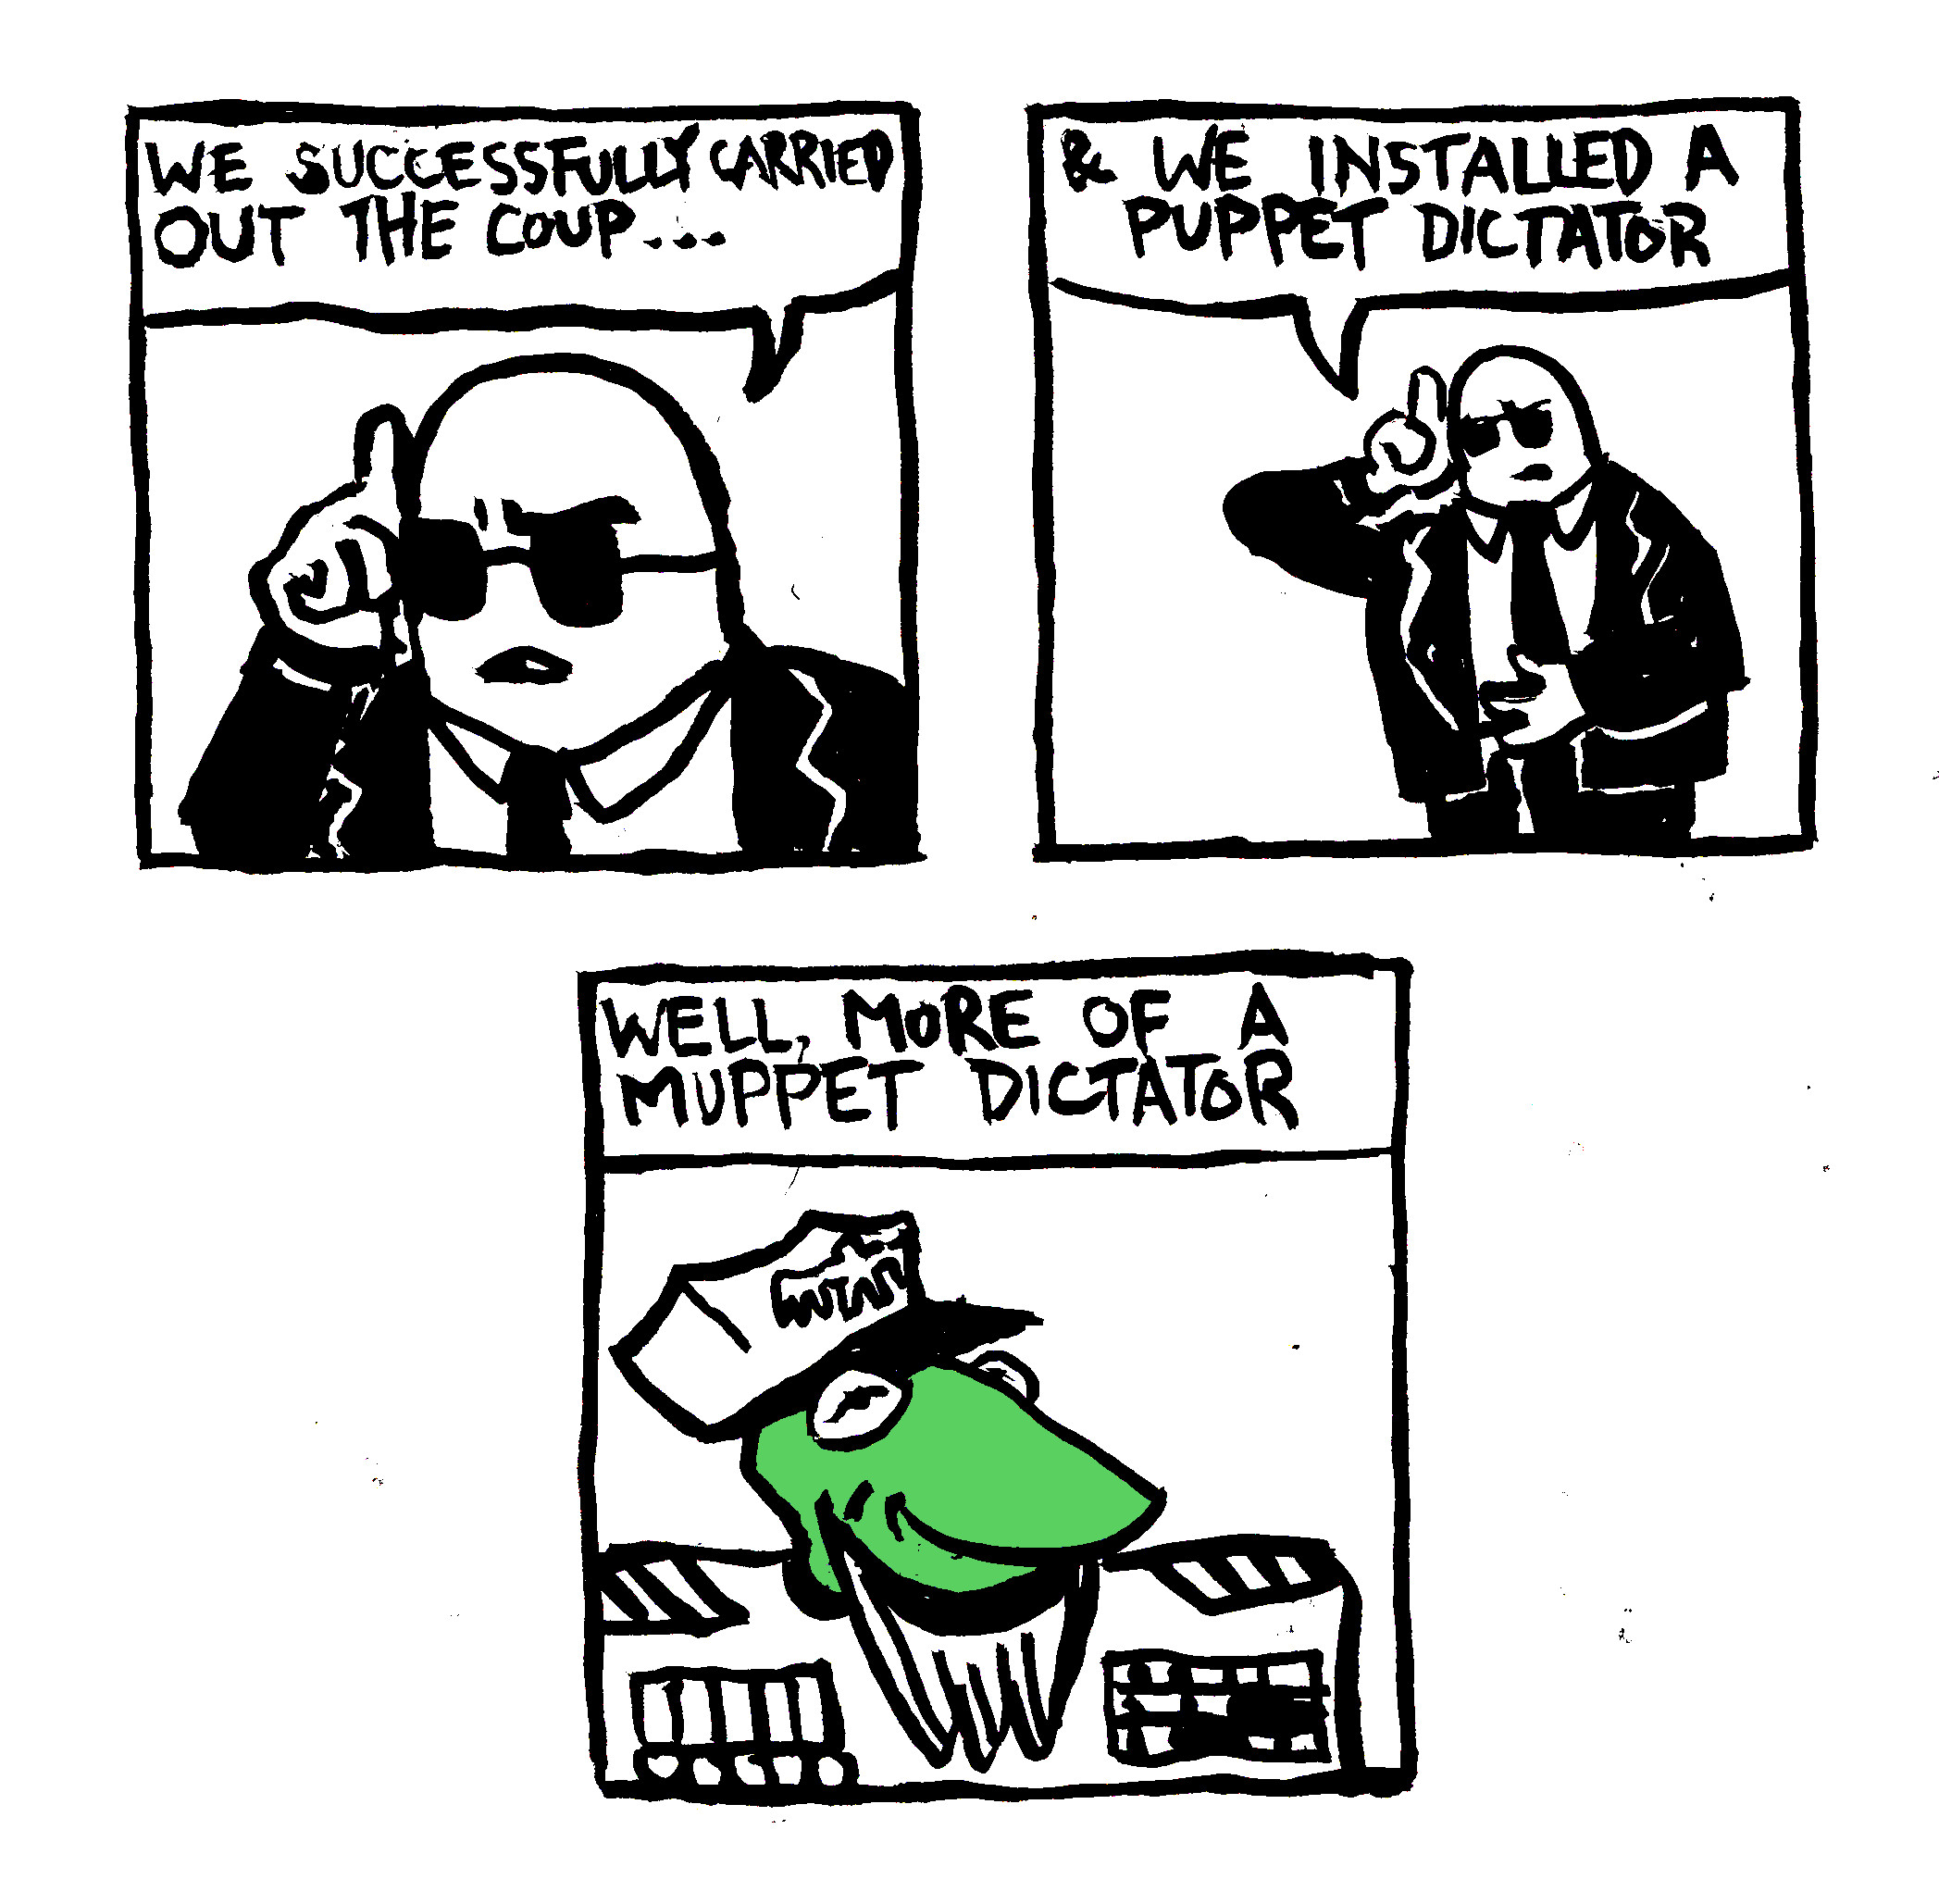 WE SUCCESSFULLY CARRIED
OUT THE COUP...
& WE INSTALLED A
PUPPET DICTATOR
WELL, MORE OF A
MUPPET DICTATOR